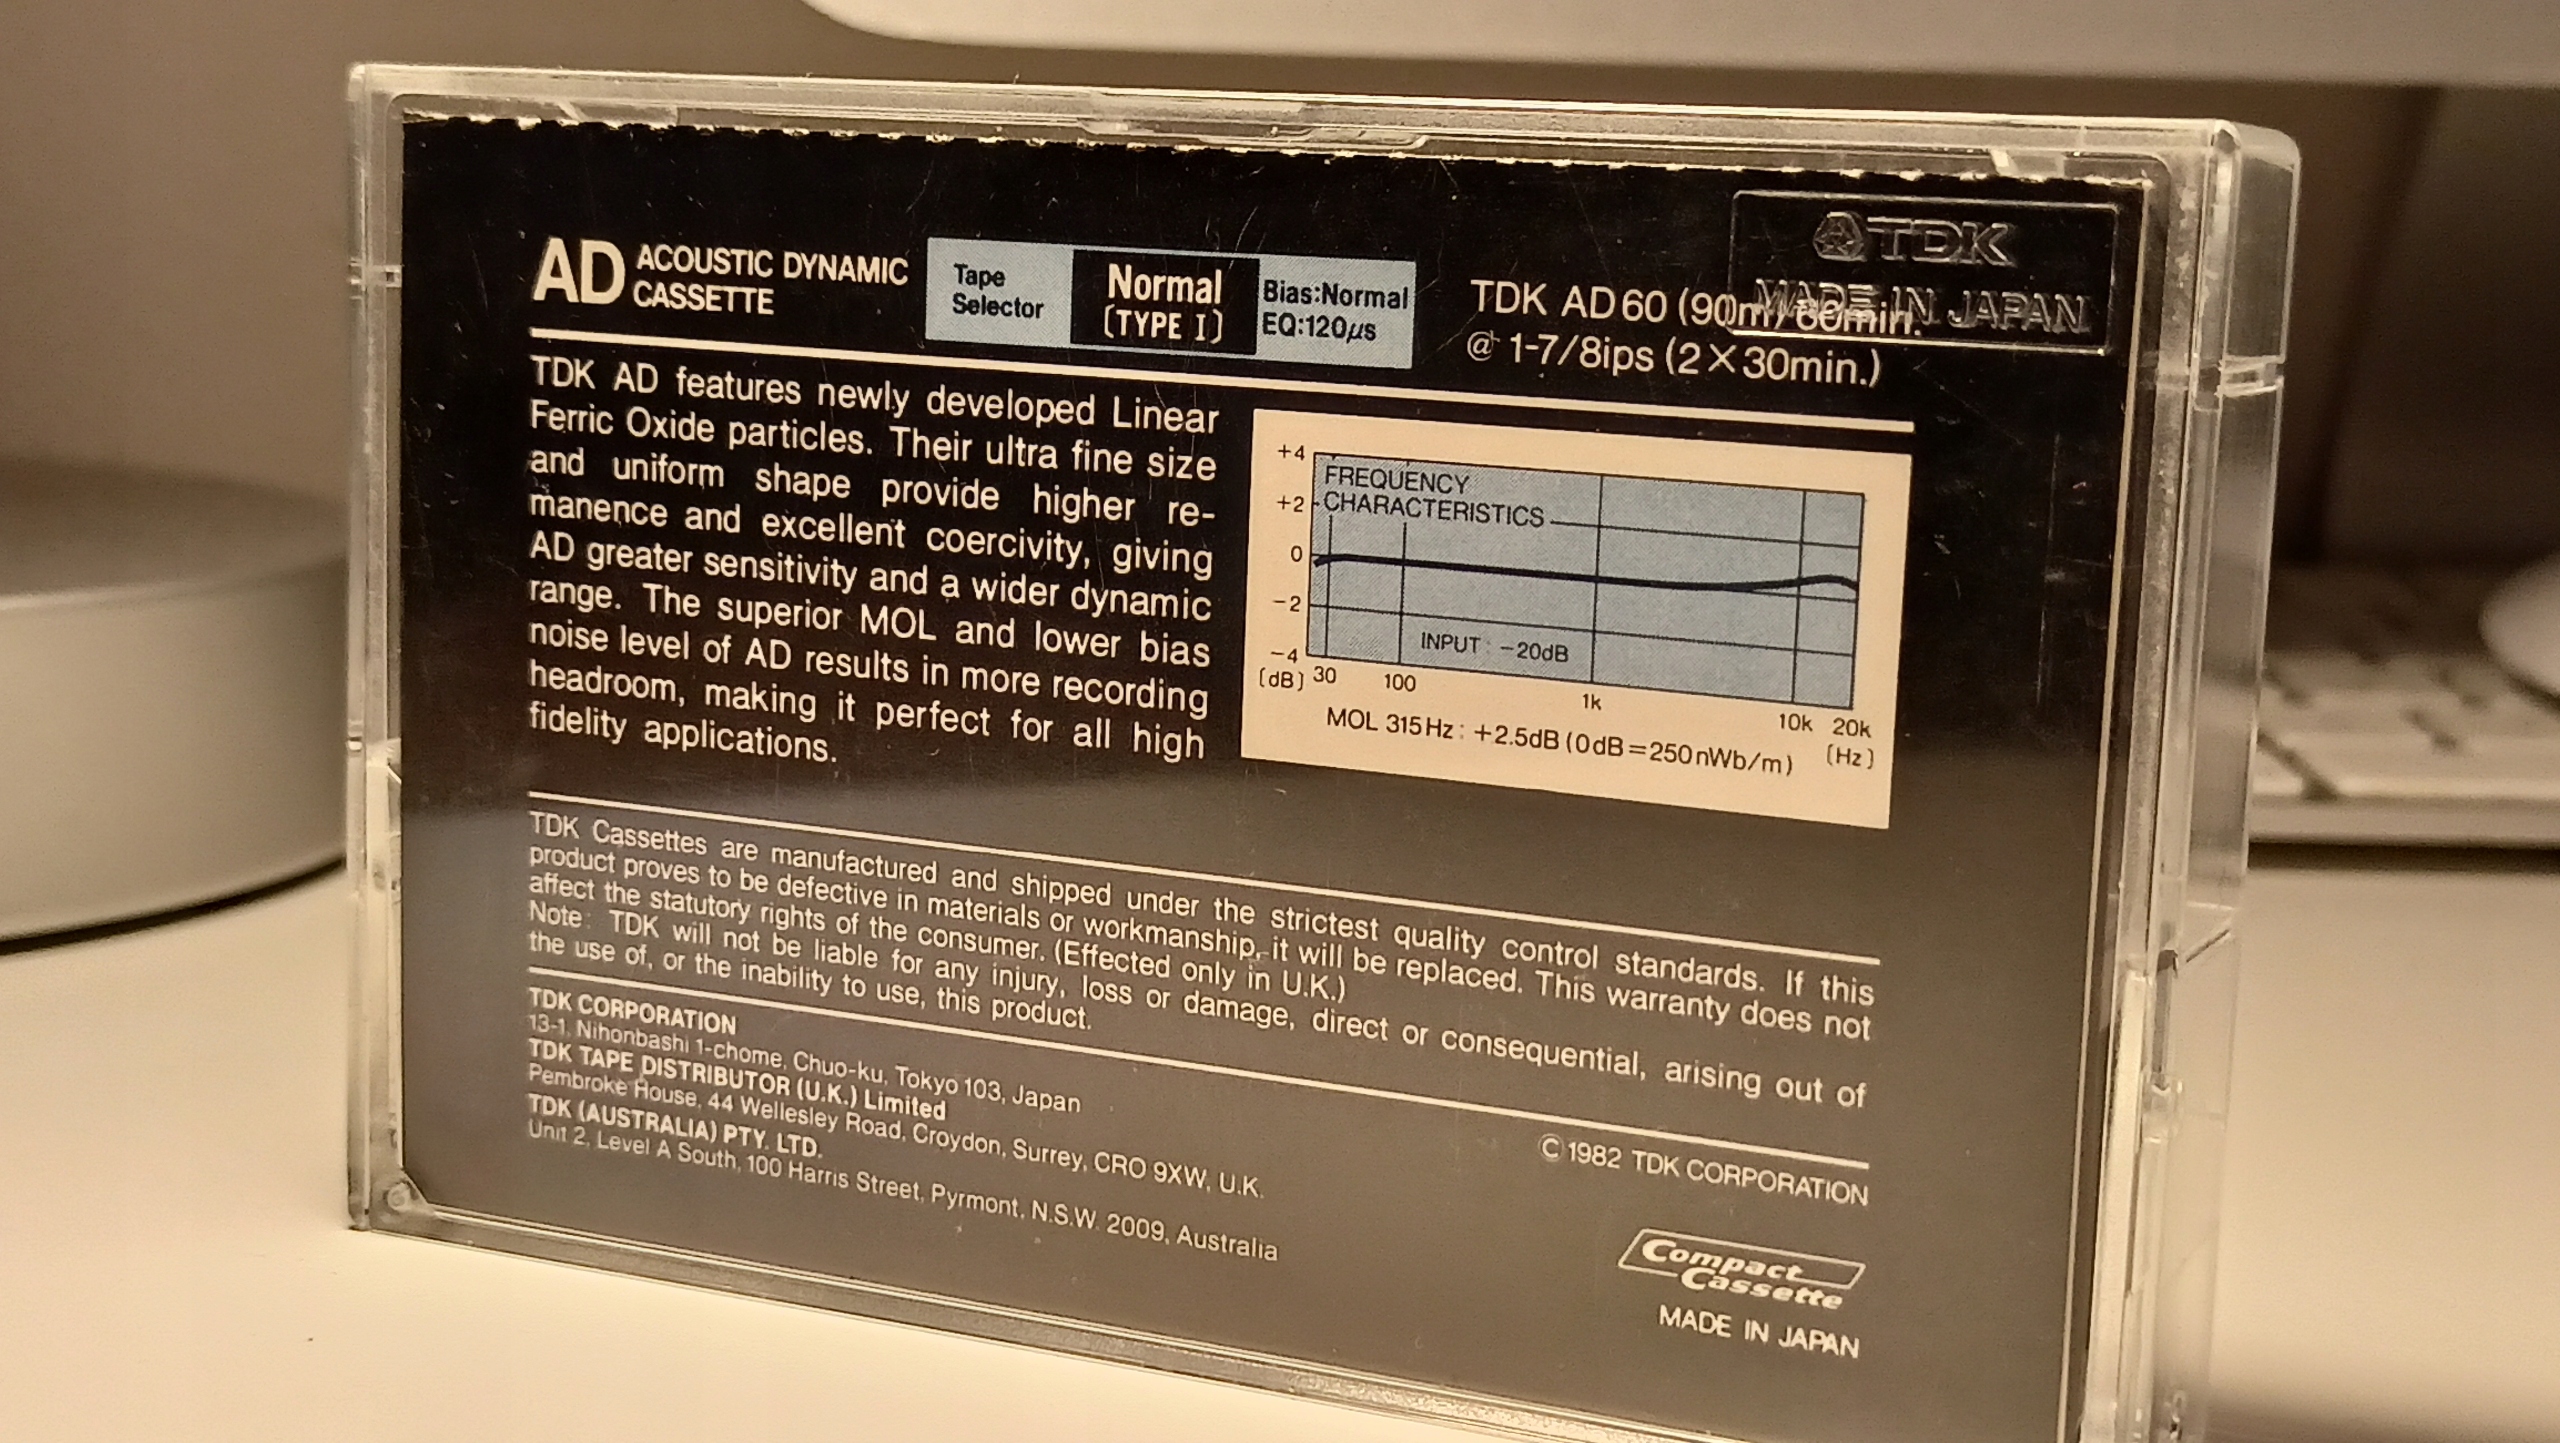 TDK
MADE IN JAPAN
AD ACOUSTIC DYNAMIC
CASSETTE
Tape
Selector
Normal
(TYPE I)
Bias:Normal
EQ:120μs
TDK AD60 (90m) 60min.
@ 1-7/8ips (2×30min.)
TDK AD features newly developed Linear
Ferric Oxide particles. Their ultra fine size
and uniform shape provide higher re-
manence and excellent coercivity, giving
AD greater sensitivity and a wider dynamic
range. The superior MOL and lower bias
noise level of AD results in more recording
headroom, making it perfect for all high
fidelity applications.
+4
+2
0
-2
-4
(dB)
FREQUENCY
CHARACTERISTICS
INPUT : -20dB
30 100 1k 10k 20k
(Hz)
MOL 315Hz : +2.5dB (0dB=250nWb/m)
TDK Cassettes are manufactured and shipped under the strictest quality control standards. If this
product proves to be defective in materials or workmanship, it will be replaced. This warranty does not
affect the statutory rights of the consumer. (Effected only in U.K.)
Note: TDK will not be liable for any injury, loss or damage, direct or consequential, arising out of
the use of, or the inability to use, this product.
TDK CORPORATION
13-1, Nihonbashi 1-chome, Chuo-ku, Tokyo 103, Japan
TDK TAPE DISTRIBUTOR (U.K.) Limited
Pembroke House, 44 Wellesley Road, Croydon, Surrey, CRO 9XW, U.K.
TDK (AUSTRALIA) PTY. LTD.
Unit 2, Level A South, 100 Harris Street, Pyrmont, N.S.W. 2009, Australia
©1982 TDK CORPORATION
Compact
Cassette
MADE IN JAPAN